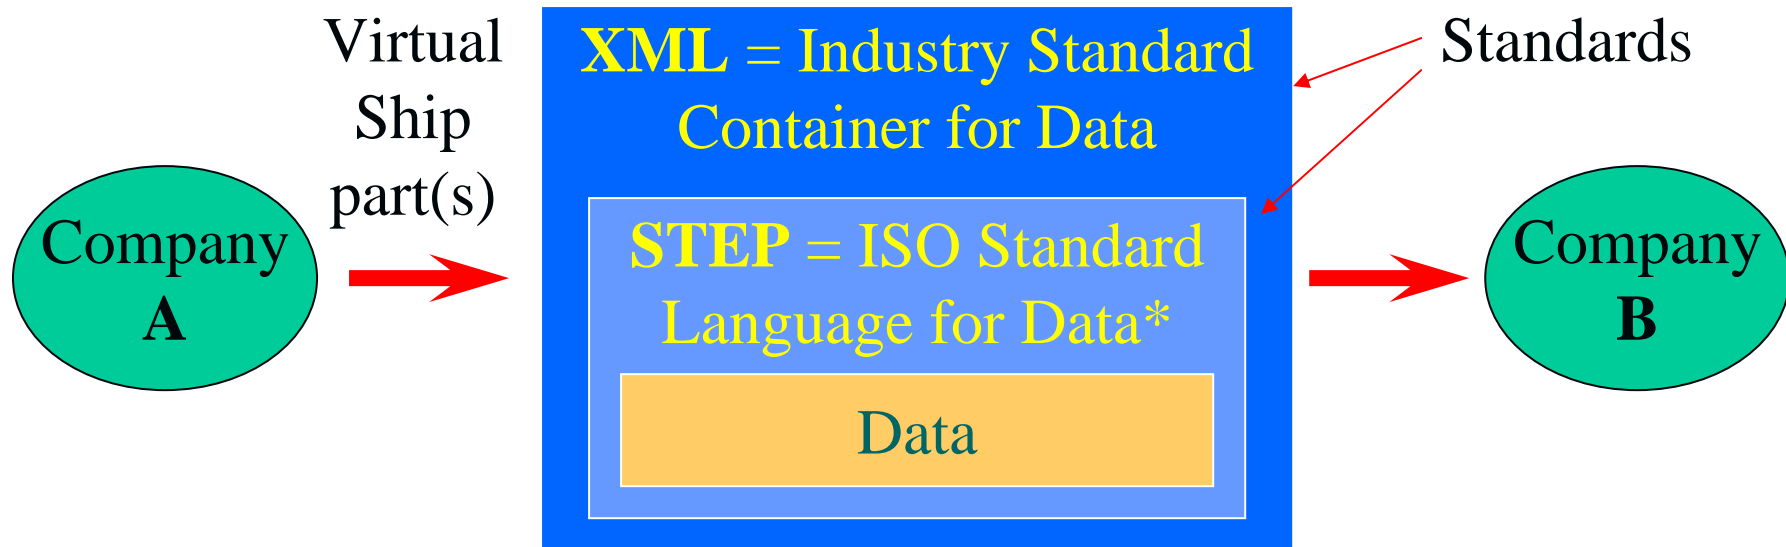 Virtual
Ship
part(s)
XML = Industry Standard
Container for Data
Standards
Company
A
STEP = ISO Standard
Language for Data*
Data
Company
B